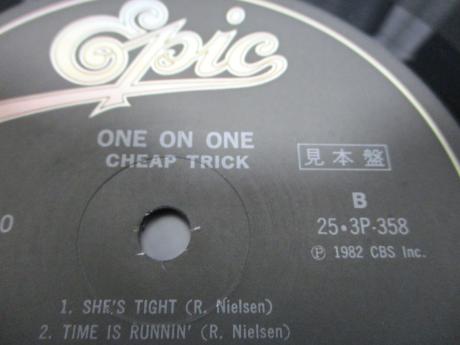 Epic
ONE ON ONE
CHEAP TRICK
見本盤
B
O
25・3P-358
Ⓟ 1982 CBS Inc.
1. SHE'S TIGHT (R. Nielsen)
2. TIME IS RUNNIN' (R. Nielsen)